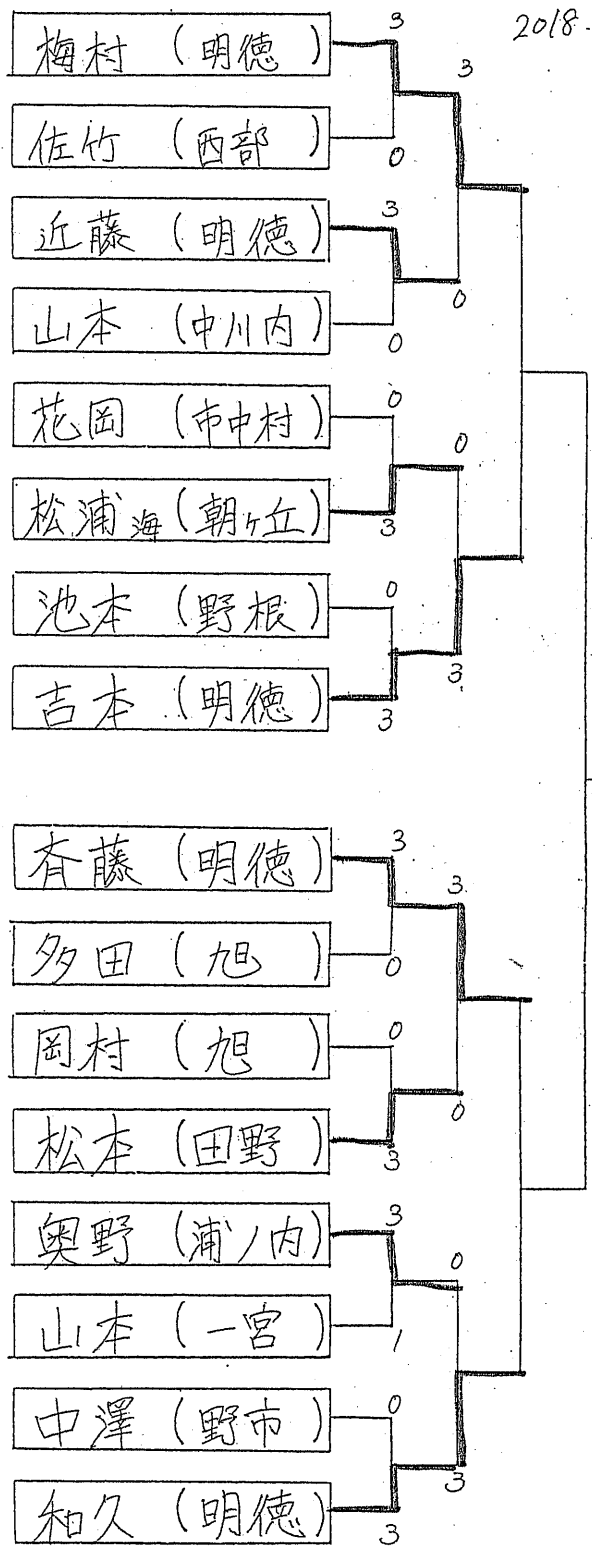 2018.
梅村 (明徳)
佐竹 (西部)
近藤 (明徳)
山本 (中川内)
花岡 (市中村)
松浦海 (朝ヶ丘)
池本 (野根)
吉本 (明徳)
斉藤 (明徳)
多田 (旭)
岡村 (旭)
松本 (田野)
奥野 (浦ノ内)
山本 (一宮)
中澤 (野市)
和久 (明徳)
3
0
3
0
0
3
0
3
3
0
0
3
3
1
0
3
3
0
0
3
3
0
0
3